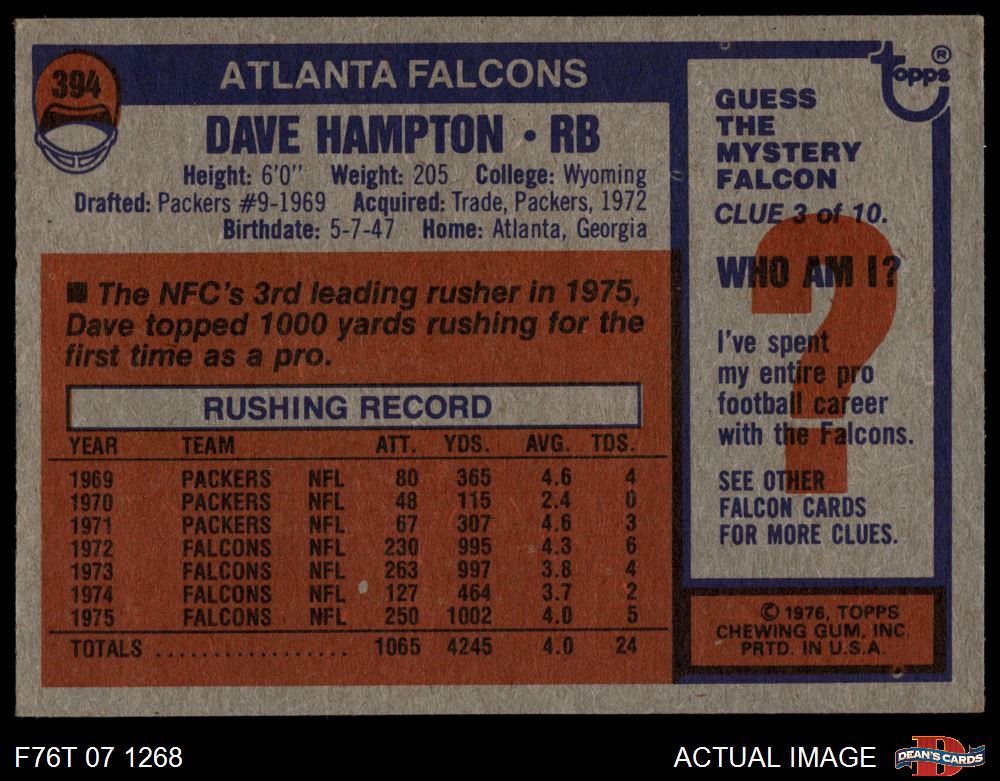 394
ATLANTA FALCONS
DAVE HAMPTON • RB
Height: 6'0" Weight: 205 College: Wyoming
Drafted: Packers #9-1969 Acquired: Trade, Packers, 1972
Birthdate: 5-7-47 Home: Atlanta, Georgia
■ The NFC's 3rd leading rusher in 1975,
Dave topped 1000 yards rushing for the
first time as a pro.
RUSHING RECORD
YEAR TEAM ATT. YDS. AVG. TDS.
1969 PACKERS NFL 80 365 4.6 4
1970 PACKERS NFL 48 115 2.4 0
1971 PACKERS NFL 67 307 4.6 3
1972 FALCONS NFL 230 995 4.3 6
1973 FALCONS NFL 263 997 3.8 4
1974 FALCONS NFL 127 464 3.7 2
1975 FALCONS NFL 250 1002 4.0 5
TOTALS .................. 1065 4245 4.0 24
topps ®
GUESS
THE
MYSTERY
FALCON
CLUE 3 of 10.
WHO AM I?
?
I've spent
my entire pro
football career
with the Falcons.
SEE OTHER
FALCON CARDS
FOR MORE CLUES.
© 1976, TOPPS
CHEWING GUM, INC.
PRTD. IN U.S.A.
F76T 07 1268
ACTUAL IMAGE
D
DEAN'S CARDS